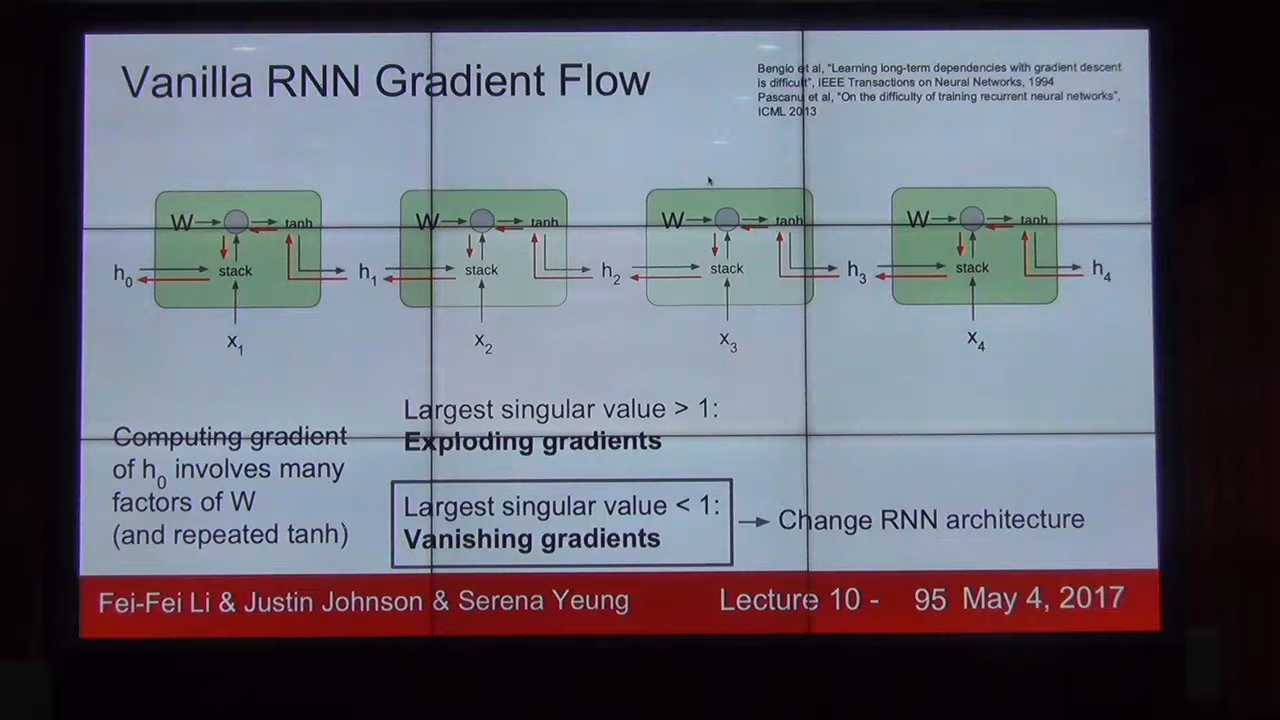 Vanilla RNN Gradient Flow
Bengio et al, "Learning long-term dependencies with gradient descent
is difficult", IEEE Transactions on Neural Networks, 1994
Pascanu et al, "On the difficulty of training recurrent neural networks",
ICML 2013
W tanh W tanh W tanh W tanh
h0 stack h1 stack h2 stack h3 stack h4
x1 x2 x3 x4
Computing gradient
of h0 involves many
factors of W
(and repeated tanh)
Largest singular value > 1:
Exploding gradients
Largest singular value < 1:
Vanishing gradients
Change RNN architecture
Fei-Fei Li & Justin Johnson & Serena Yeung Lecture 10 - 95 May 4, 2017